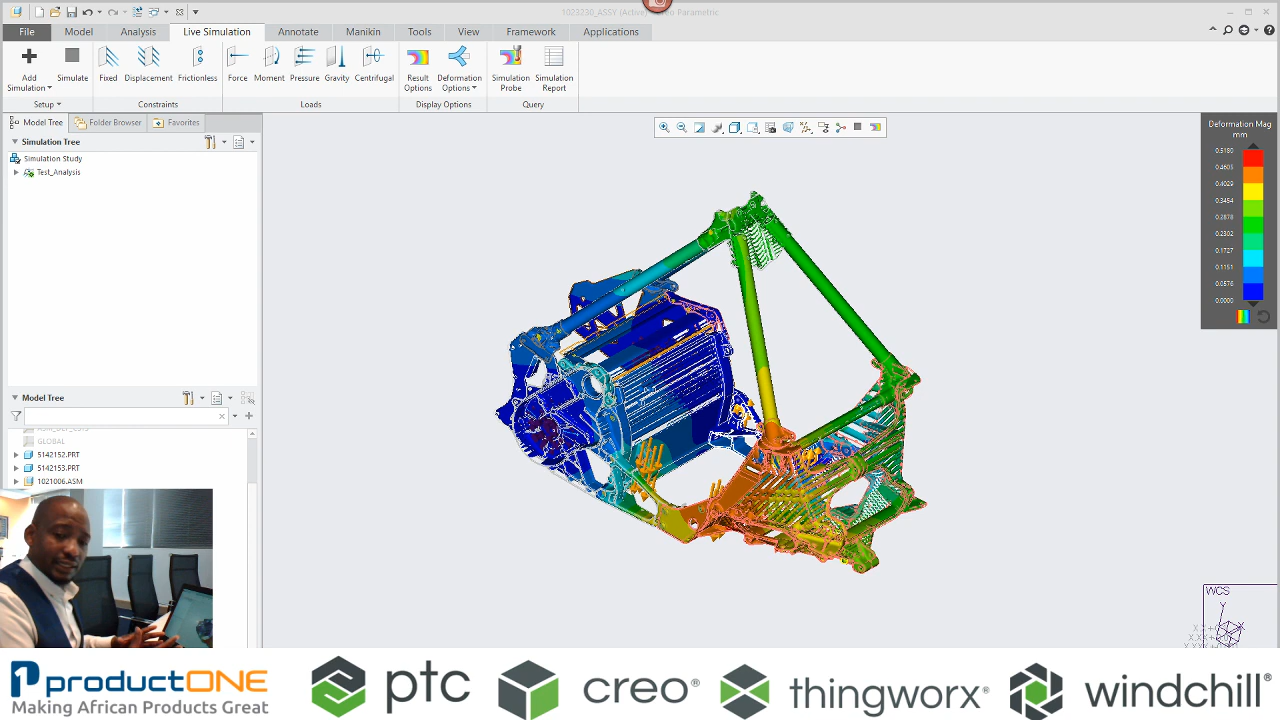 1023230_ASSY (Active) Creo Parametric
File Model Analysis Live Simulation Annotate Manikin Tools View Framework Applications
Add Simulation
Simulate
Fixed
Displacement
Frictionless
Force
Moment
Pressure
Gravity
Centrifugal
Result Options
Deformation Options
Simulation Probe
Simulation Report
Setup
Constraints
Loads
Display Options
Query
Model Tree
Folder Browser
Favorites
Simulation Tree
Simulation Study
Test_Analysis
Model Tree
GLOBAL
5142152.PRT
5142153.PRT
1021006.ASM
Deformation Mag
mm
0.5180
0.4605
0.4029
0.3454
0.2878
0.2302
0.1727
0.1151
0.0576
0.0000
WCS
Y
productONE
Making African Products Great
ptc
creo®
thingworx®
windchill®